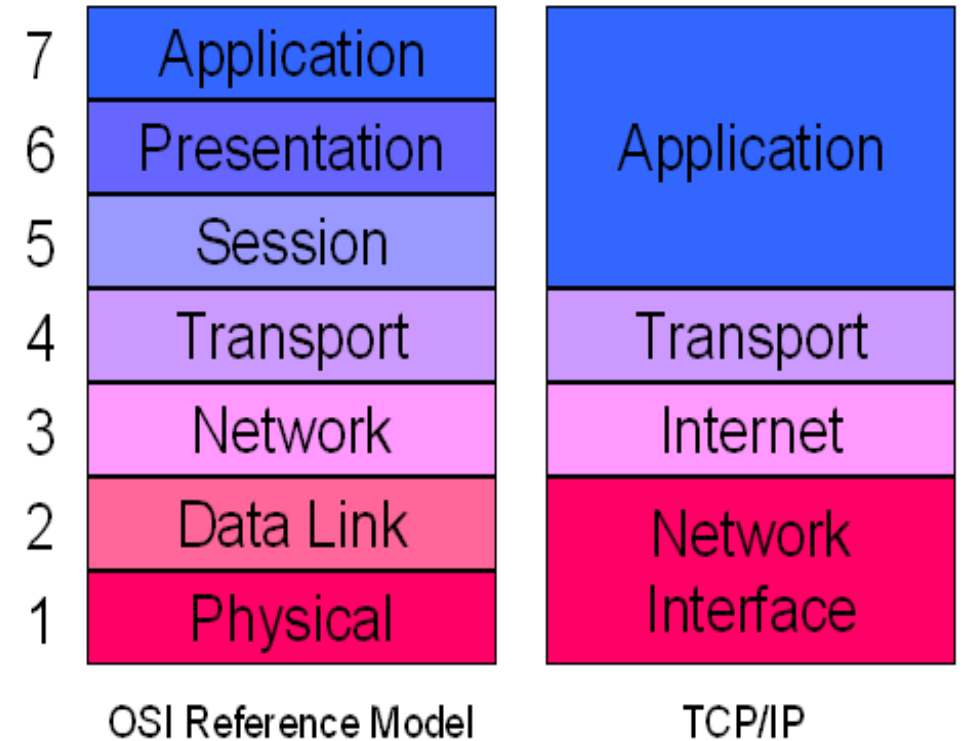 7 Application
6 Presentation
5 Session
4 Transport
3 Network
2 Data Link
1 Physical
OSI Reference Model
Application
Transport
Internet
Network
Interface
TCP/IP